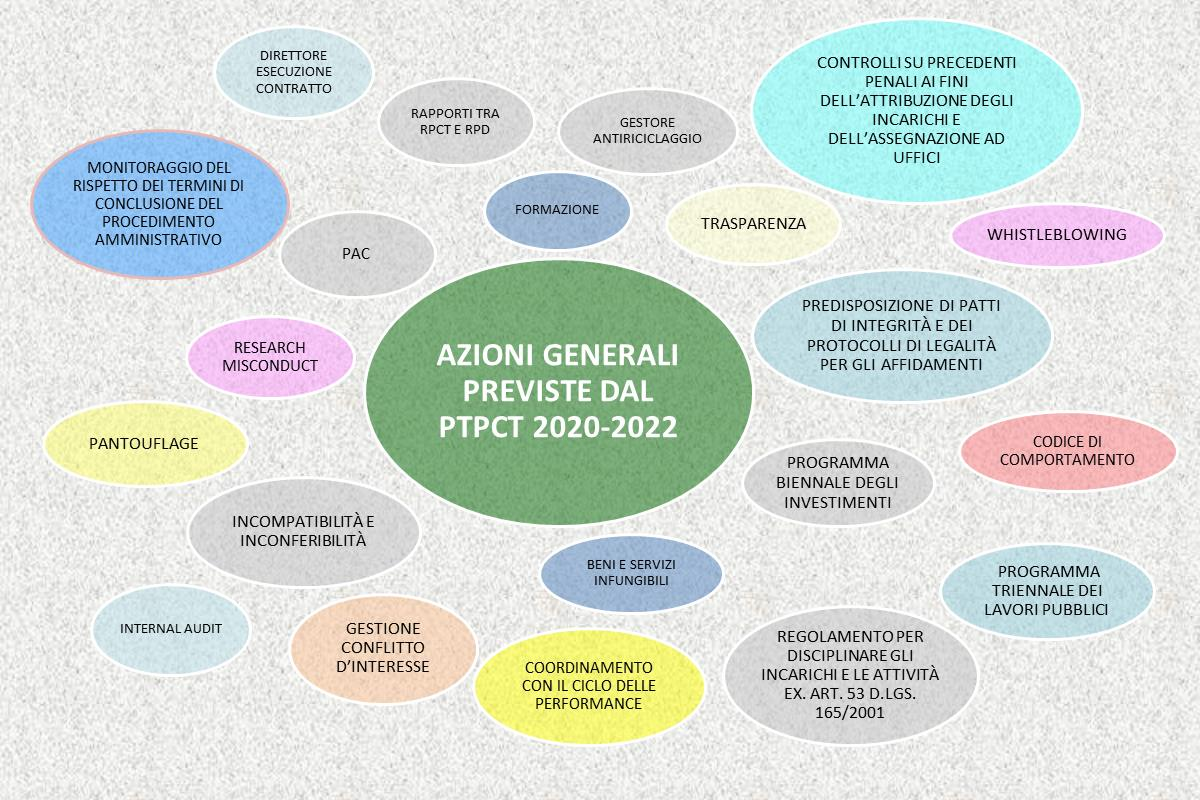 DIRETTORE
ESECUZIONE
CONTRATTO
RAPPORTI TRA
RPCT E RPD
GESTORE
ANTIRICICLAGGIO
CONTROLLI SU PRECEDENTI
PENALI AI FINI
DELL'ATTRIBUZIONE DEGLI
INCARICHI E
DELL'ASSEGNAZIONE AD
UFFICI
MONITORAGGIO DEL
RISPETTO DEI TERMINI DI
CONCLUSIONE DEL
PROCEDIMENTO
AMMINISTRATIVO
PAC
FORMAZIONE
TRASPARENZA
WHISTLEBLOWING
RESEARCH
MISCONDUCT
AZIONI GENERALI
PREVISTE DAL
PTPCT 2020-2022
PREDISPOSIZIONE DI PATTI
DI INTEGRITÀ E DEI
PROTOCOLLI DI LEGALITÀ
PER GLI AFFIDAMENTI
PANTOUFLAGE
CODICE DI
COMPORTAMENTO
PROGRAMMA
BIENNALE DEGLI
INVESTIMENTI
INCOMPATIBILITÀ E
INCONFERIBILITÀ
BENI E SERVIZI
INFUNGIBILI
PROGRAMMA
TRIENNALE DEI
LAVORI PUBBLICI
INTERNAL AUDIT
GESTIONE
CONFLITTO
D'INTERESSE
COORDINAMENTO
CON IL CICLO DELLE
PERFORMANCE
REGOLAMENTO PER
DISCIPLINARE GLI
INCARICHI E LE ATTIVITÀ
EX. ART. 53 D.LGS.
165/2001